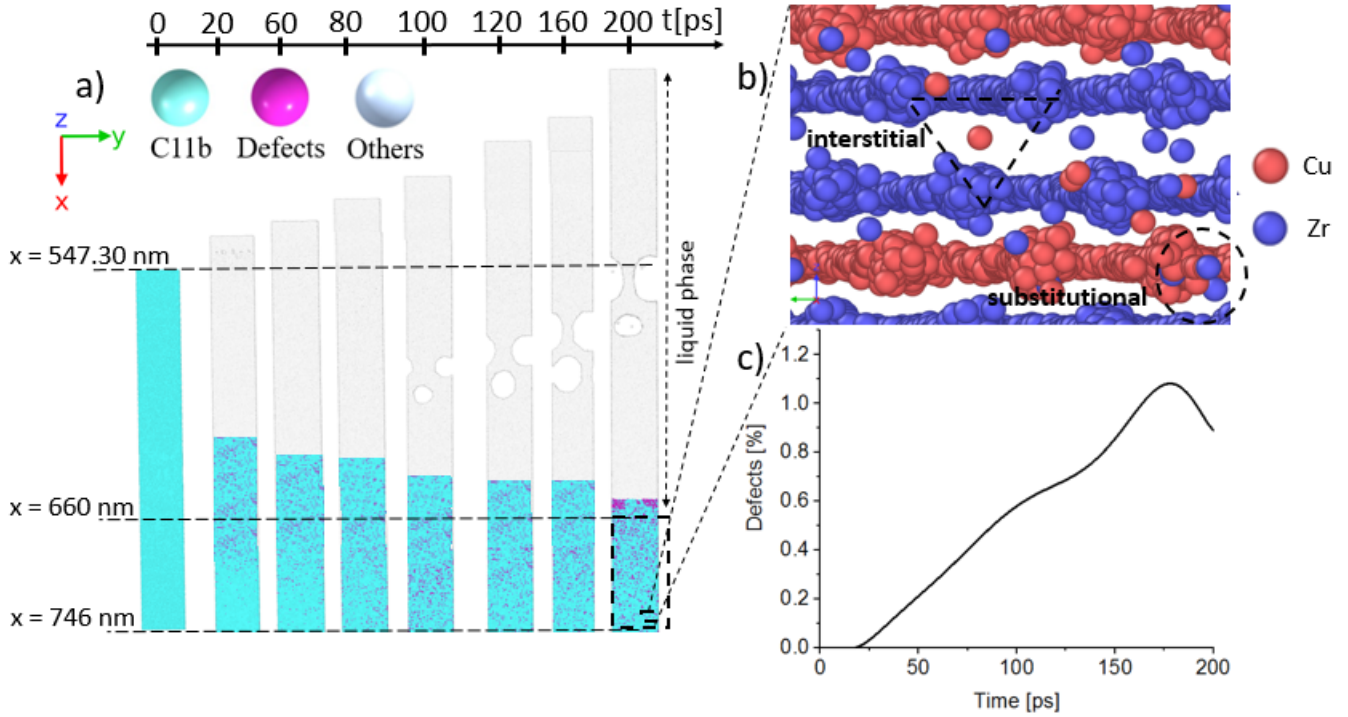 0 20 60 80 100 120 160 200 t[ps]
a)
z
y
x
C11b Defects Others
x = 547.30 nm
x = 660 nm
x = 746 nm
liquid phase
b)
interstitial
substitutional
Cu
Zr
c)
1.2
1.0
0.8
0.6
0.4
0.2
0.0
Defects [%]
0 50 100 150 200
Time [ps]